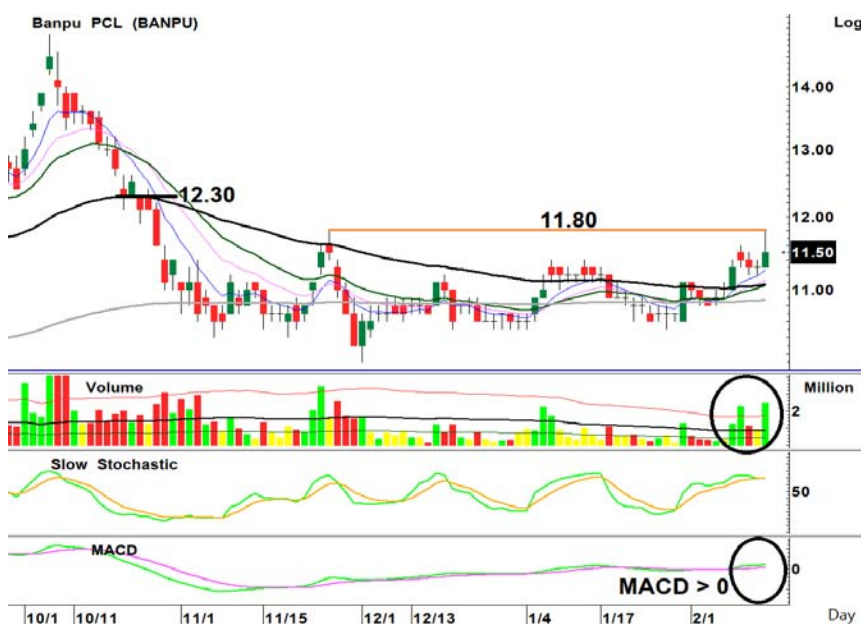 Banpu PCL (BANPU)
Log
14.00
13.00
12.30
12.00
11.80
11.50
11.00
Volume
Million
2
Slow Stochastic
50
MACD
0
MACD > 0
10/1 10/11 11/1 11/15 12/1 12/13 1/4 1/17 2/1 Day